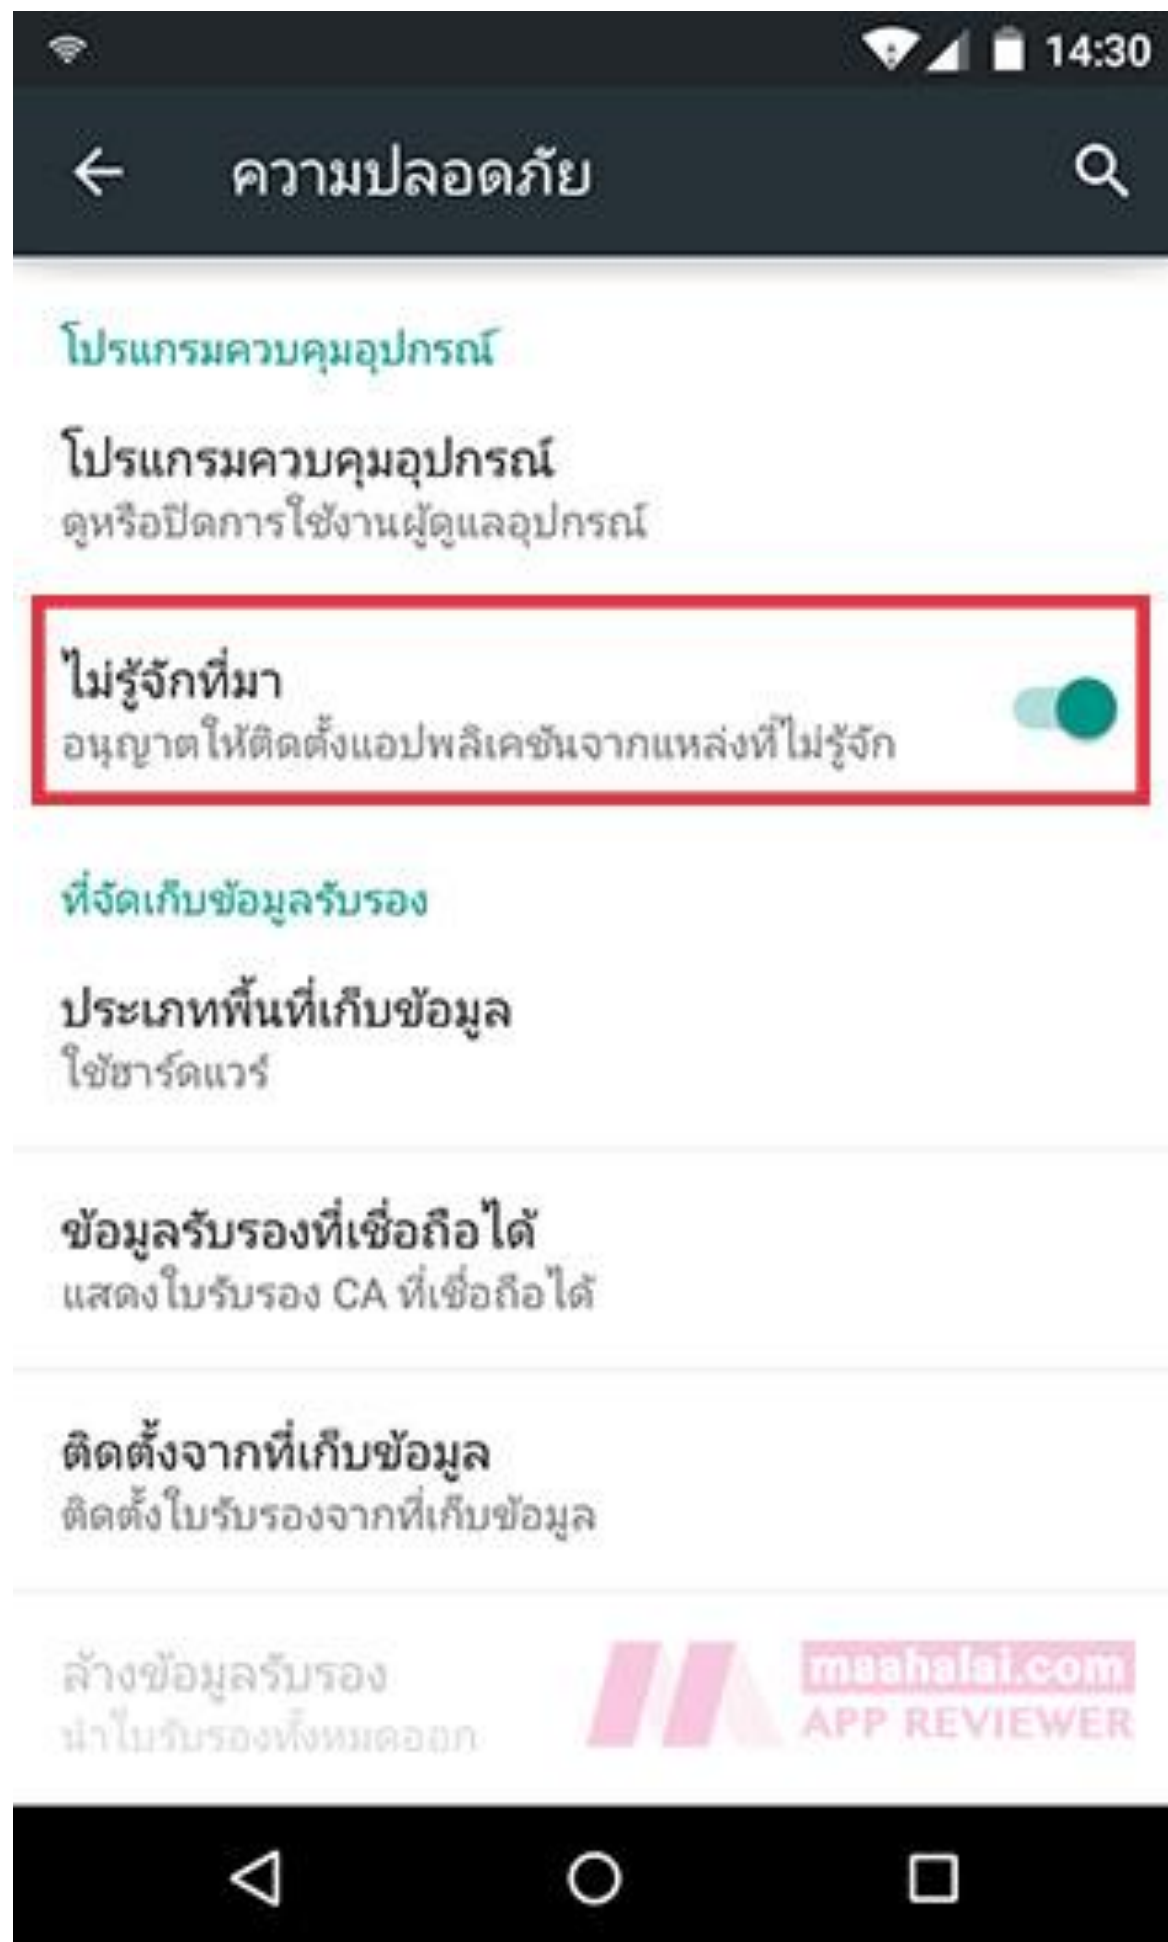 14:30
ความปลอดภัย
โปรแกรมควบคุมอุปกรณ์
โปรแกรมควบคุมอุปกรณ์
ดูหรือปิดการใช้งานผู้ดูแลอุปกรณ์
ไม่รู้จักที่มา
อนุญาตให้ติดตั้งแอปพลิเคชันจากแหล่งที่ไม่รู้จัก
ที่จัดเก็บข้อมูลรับรอง
ประเภทพื้นที่เก็บข้อมูล
ใช้ฮาร์ดแวร์
ข้อมูลรับรองที่เชื่อถือได้
แสดงใบรับรอง CA ที่เชื่อถือได้
ติดตั้งจากที่เก็บข้อมูล
ติดตั้งใบรับรองจากที่เก็บข้อมูล
ล้างข้อมูลรับรอง
นำใบรับรองทั้งหมดออก
maahalai.com
APP REVIEWER